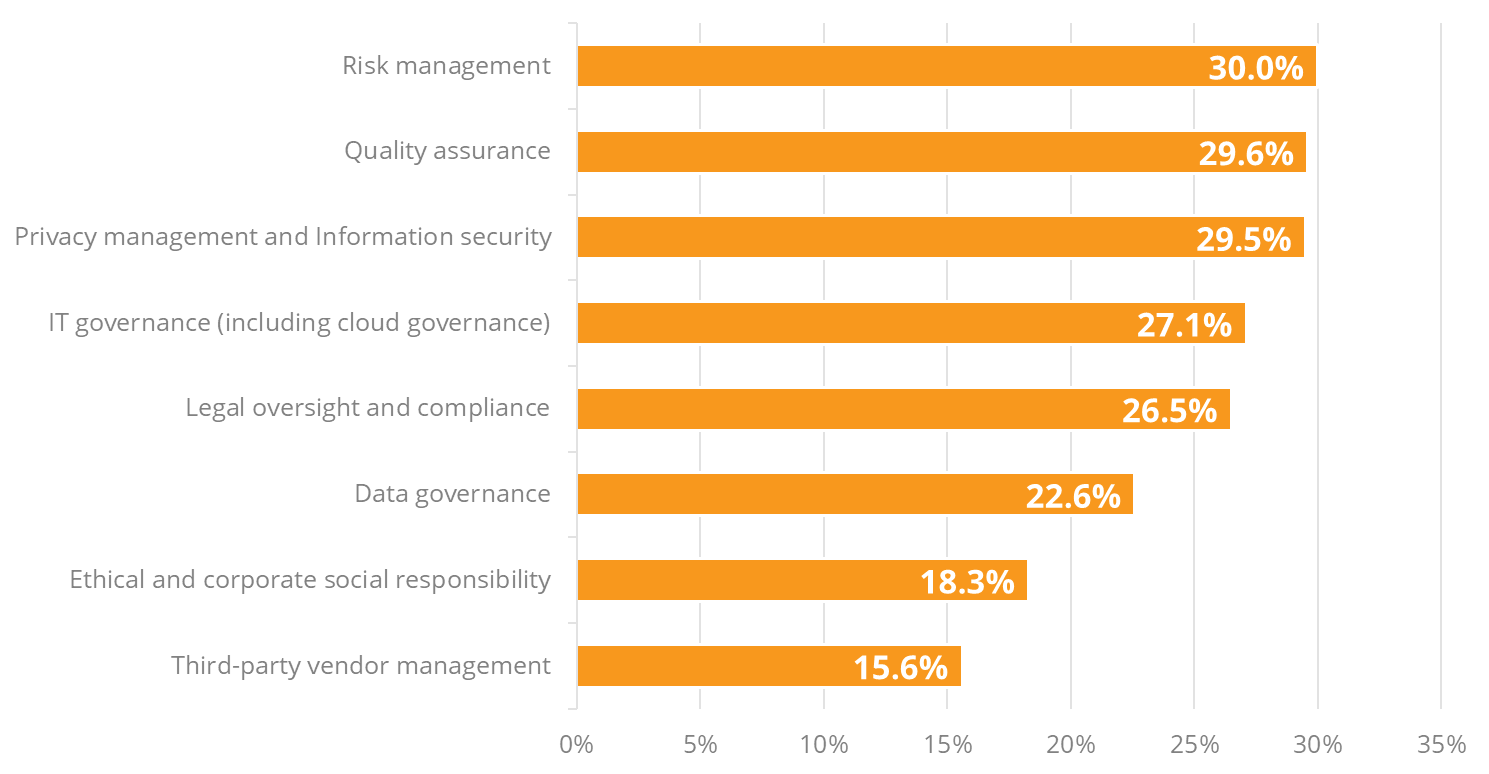 Risk management 30.0%
Quality assurance 29.6%
Privacy management and Information security 29.5%
IT governance (including cloud governance) 27.1%
Legal oversight and compliance 26.5%
Data governance 22.6%
Ethical and corporate social responsibility 18.3%
Third-party vendor management 15.6%
0% 5% 10% 15% 20% 25% 30% 35%